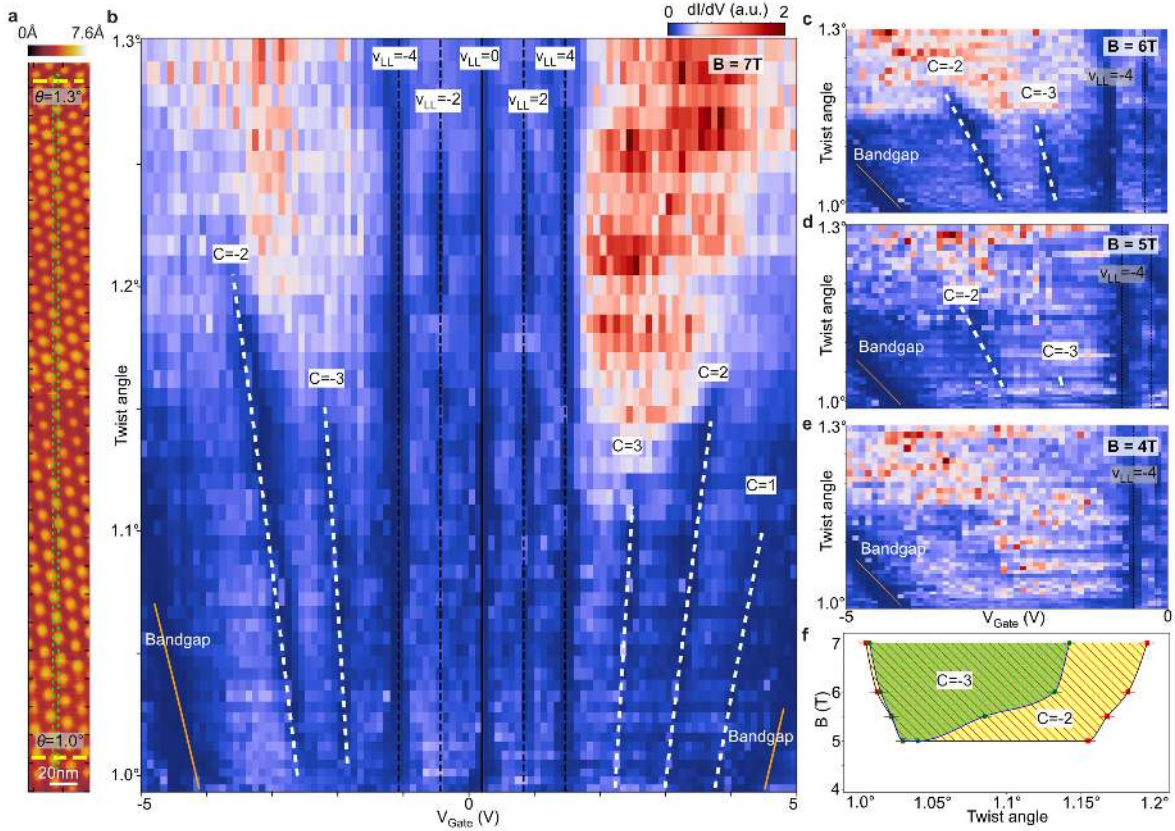 a
0Å 7.6Å
θ=1.3°
θ=1.0°
20nm
b
0 dI/dV (a.u.) 2
1.3°
1.2°
1.1°
1.0°
Twist angle
ν_LL=-4
ν_LL=0
ν_LL=4
B = 7T
ν_LL=-2
ν_LL=2
C=-2
C=-3
C=2
C=3
C=1
Bandgap
Bandgap
-5 0 5
V_Gate (V)
c
1.3°
B = 6T
C=-2
ν_LL=-4
C=-3
Twist angle
Bandgap
1.0°
d
1.3°
B = 5T
ν_LL=-4
C=-2
Twist angle
Bandgap
C=-3
1.0°
e
1.3°
B = 4T
ν_LL=-4
Twist angle
Bandgap
1.0°
-5 V_Gate (V) 0
f
7
6
5
4
B (T)
C=-3
C=-2
1.0° 1.05° 1.1° 1.15° 1.2°
Twist angle